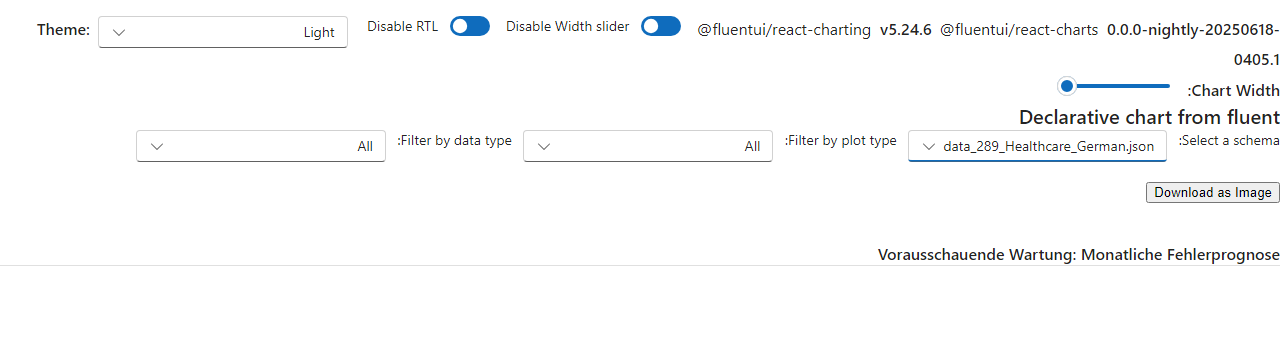 Theme: Light Disable RTL Disable Width slider @fluentui/react-charting v5.24.6 @fluentui/react-charts 0.0.0-nightly-20250618-
0405.1
:Chart Width
Declarative chart from fluent
:Select a schema data_289_Healthcare_German.json :Filter by plot type All :Filter by data type All
Download as Image
Vorausschauende Wartung: Monatliche Fehlerprognose